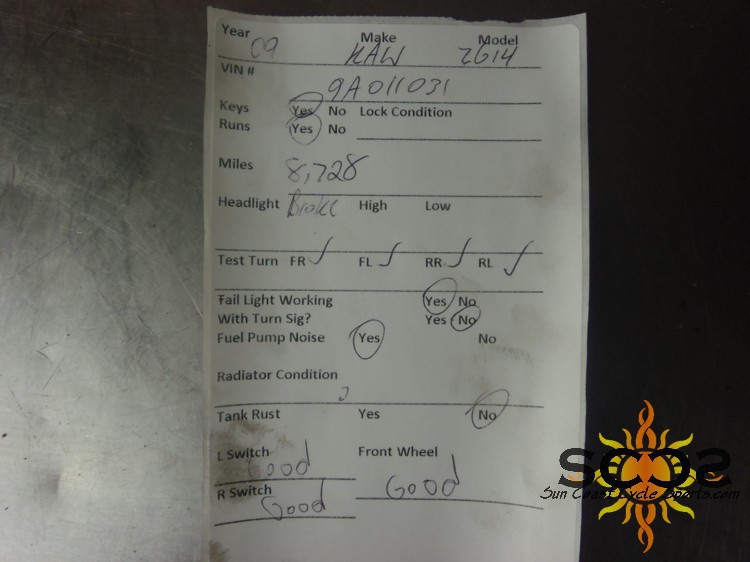 Year Make Model
09 KAW ZG14
VIN #
9A011031
Keys Yes No Lock Condition
Runs Yes No
Miles 8,728
Headlight Broke High Low
Test Turn FR ✓ FL ✓ RR ✓ RL ✓
Tail Light Working Yes No
With Turn Sig? Yes No
Fuel Pump Noise Yes No
Radiator Condition
Tank Rust Yes No
L Switch Front Wheel
Good
R Switch Good
Good
SCCS
Sun Coast Cycle Sports.com